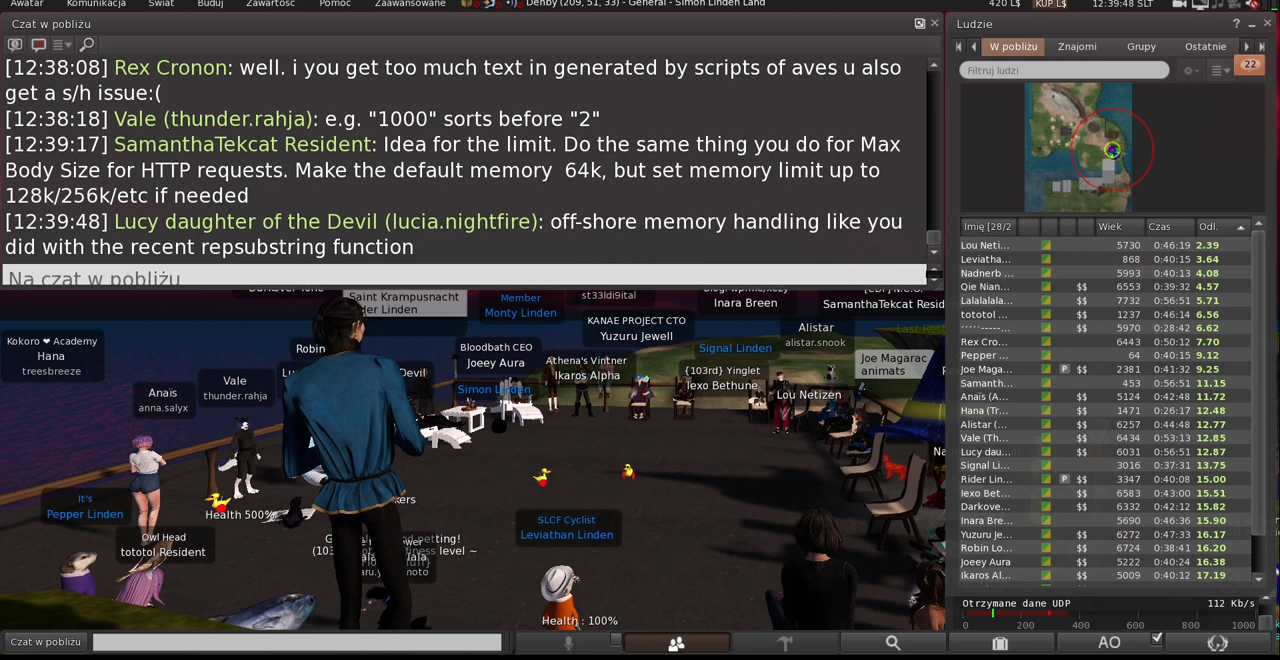 Awatar Komunikacja Świat Buduj Zawartość Pomoc Zaawansowane Denby (209, 51, 33) - General - Simon Linden Land 420 L$ KUP L$ 12:39:48 SLT
Czat w pobliżu
[12:38:08] Rex Cronon: well. i you get too much text in generated by scripts of aves u also
get a s/h issue:(
[12:38:18] Vale (thunder.rahja): e.g. "1000" sorts before "2"
[12:39:17] SamanthaTekcat Resident: Idea for the limit. Do the same thing you do for Max
Body Size for HTTP requests. Make the default memory  64k, but set memory limit up to
128k/256k/etc if needed
[12:39:48] Lucy daughter of the Devil (lucia.nightfire): off-shore memory handling like you
did with the recent repsubstring function
Na czat w pobliżu
Saint Krampusnacht
der Linden
Member
Monty Linden
st33ldi9ital
Inara Breen
SamanthaTekcat Resid
KANAE PROJECT CTO
Yuzuru Jewell
Alistar
alistar.snook
Last Rest
Kokoro ❤ Academy
Hana
treesbreeze
Robin
Bloodbath CEO
Joeey Aura
Signal Linden
Joe Magarac
animats
Athena's Vintner
Ikaros Alpha
{103rd} Yinglet
Iexo Bethune
Anaïs
anna.salyx
Vale
thunder.rahja
Devil
Simon Linden
Lou Netizen
Na
It's
Pepper Linden
Health 500%
Owl Head
tototol Resident
SLCF Cyclist
Leviathan Linden
Health : 100%
Czat w pobliżu
Ludzie
W pobliżu Znajomi Grupy Ostatnie
Filtruj ludzi
22
Imię [28/2 Wiek Czas Odl.
Lou Neti... 5730 0:46:19 2.39
Leviatha... 868 0:40:15 3.64
Nadnerb ... 5993 0:40:13 4.08
Qie Nian... $$ 6553 0:39:32 4.57
Lalalalala... $$ 7732 0:56:51 5.71
tototol ... $$ 1237 0:46:14 6.56
$$ 5970 0:28:42 6.62
Rex Cro... 6443 0:50:12 7.70
Pepper ... 64 0:40:15 9.12
Joe Maga... P $$ 2381 0:41:32 9.25
Samanth... 453 0:56:51 11.15
Anaïs (A... $$ 5124 0:42:48 11.72
Hana (Tr... $$ 1471 0:26:17 12.48
Alistar (... $$ 6257 0:44:48 12.77
Vale (Th... $$ 6434 0:53:13 12.85
Lucy dau... $$ 6031 0:56:51 12.87
Signal Li... 3016 0:37:31 13.75
Rider Lin... P $$ 3347 0:40:08 15.00
Iexo Bet... $$ 6583 0:43:00 15.51
Darkove... $$ 6332 0:42:12 15.82
Inara Bre... 5690 0:46:36 15.90
Yuzuru Je... $$ 6272 0:47:33 16.17
Robin Lo... $$ 6724 0:38:41 16.20
Joeey Aura $$ 5222 0:40:24 16.38
Ikaros Al... $$ 5009 0:40:12 17.19
Otrzymane dane UDP 112 Kb/s
0 200 400 600 800 1000
AO